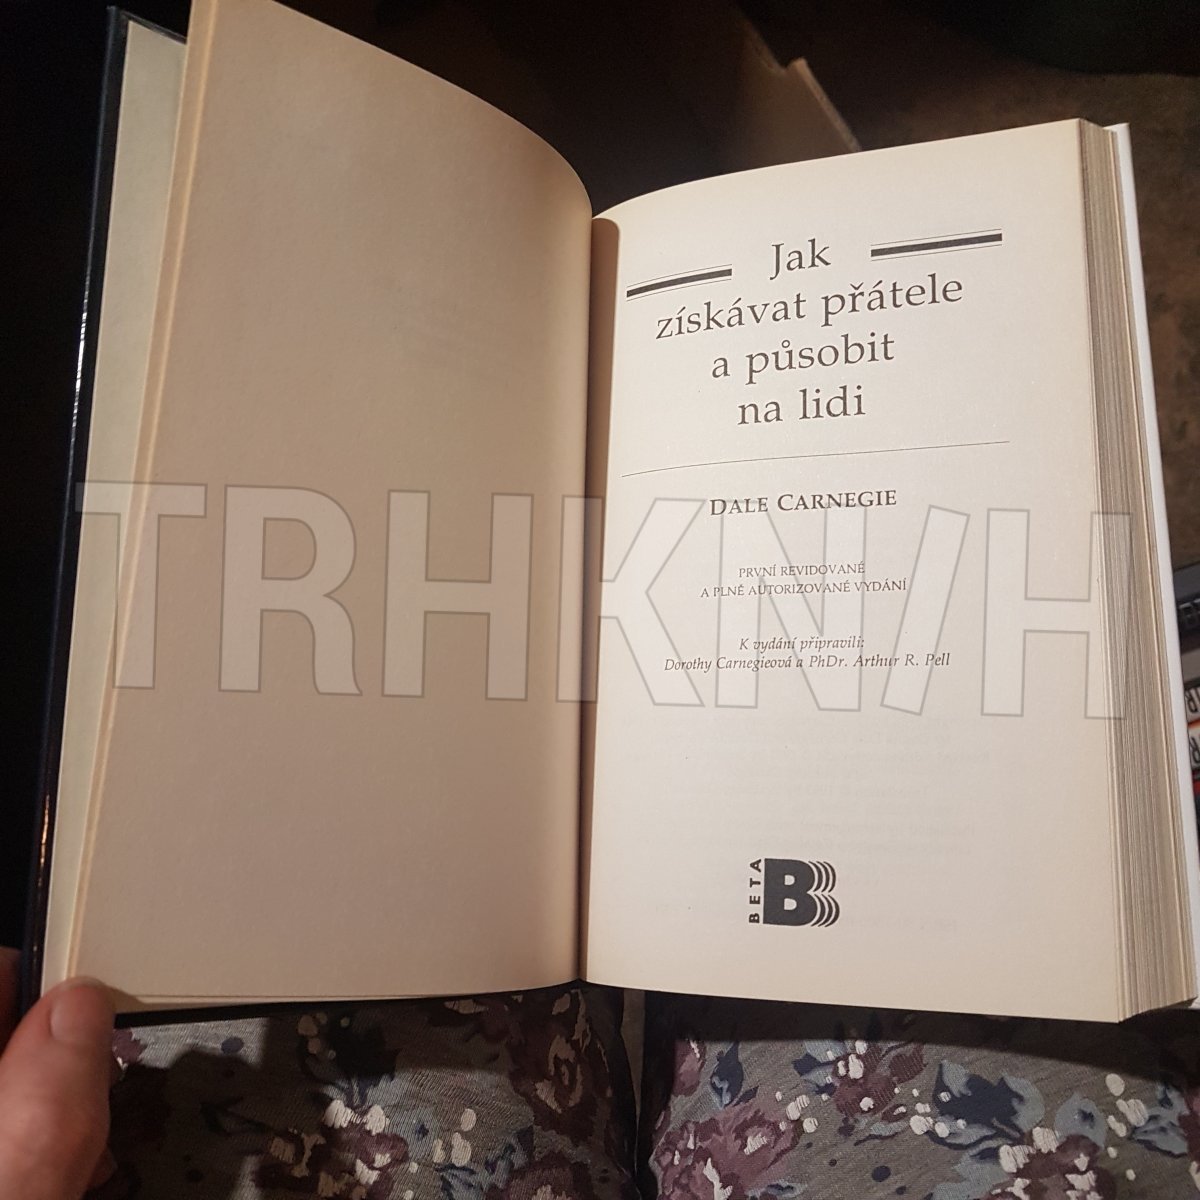 Jak
získávat přátele
a působit
na lidi
DALE CARNEGIE
PRVNÍ REVIDOVANÉ
A PLNĚ AUTORIZOVANÉ VYDÁNÍ
K vydání připravili:
Dorothy Carnegieová a PhDr. Arthur R. Pell
BETA
B
TRHKN/H